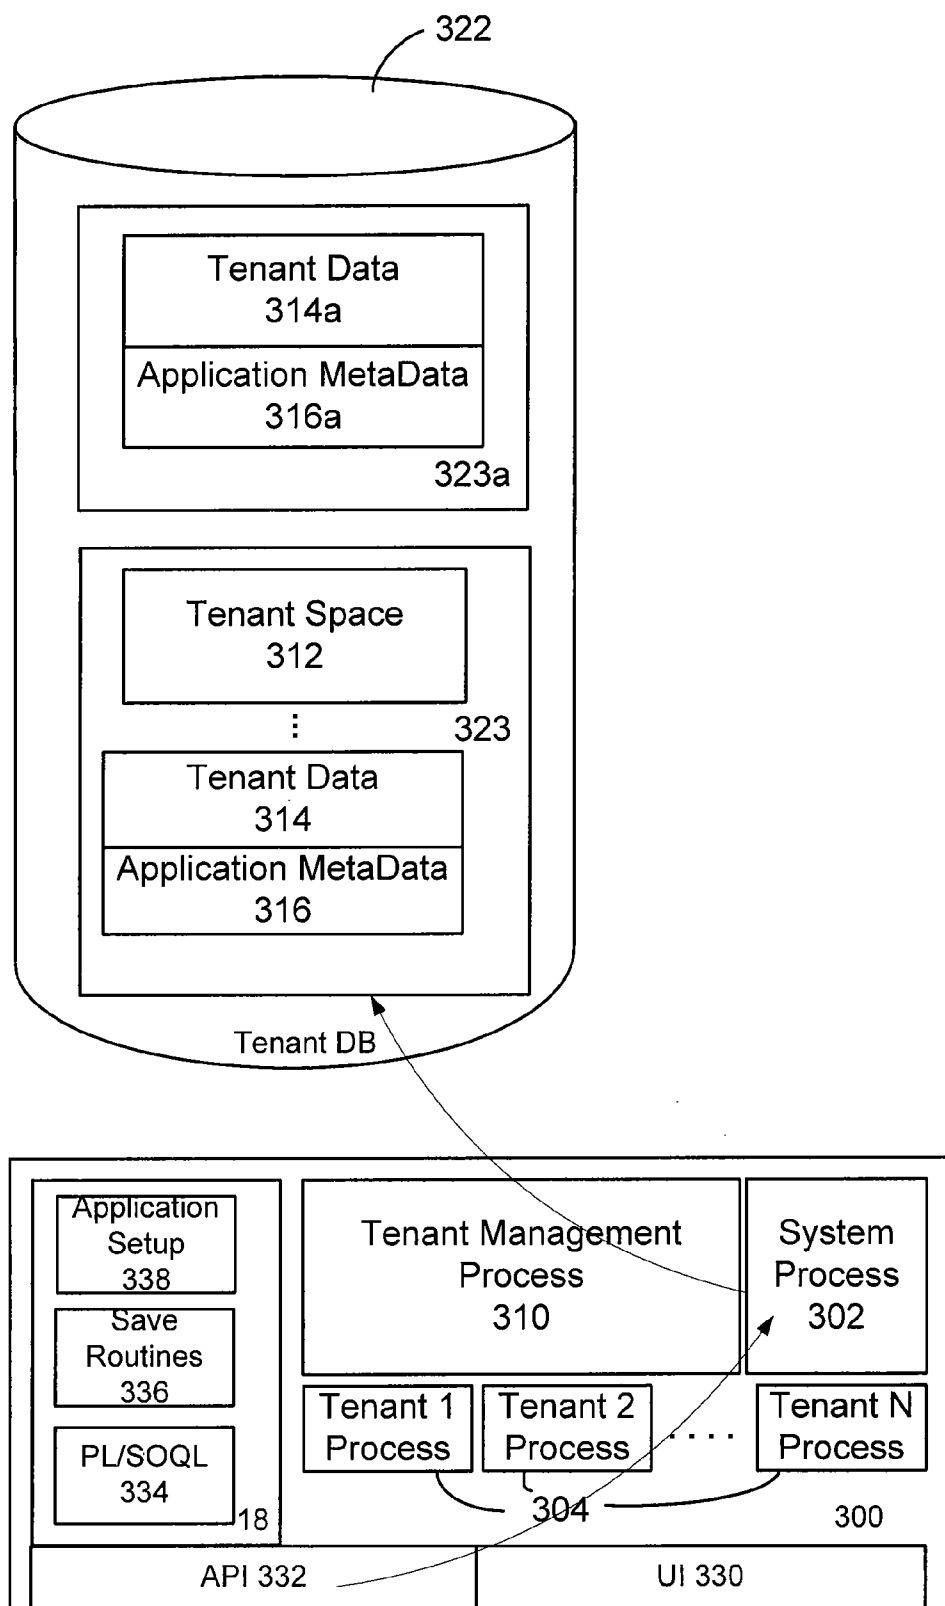 322
Tenant Data
314a
Application MetaData
316a
323a
Tenant Space
312
323
Tenant Data
314
Application MetaData
316
Tenant DB
Application
Setup
338
Save
Routines
336
PL/SOQL
334
18
Tenant Management
Process
310
System
Process
302
Tenant 1
Process
Tenant 2
Process
Tenant N
Process
304
300
API 332
UI 330